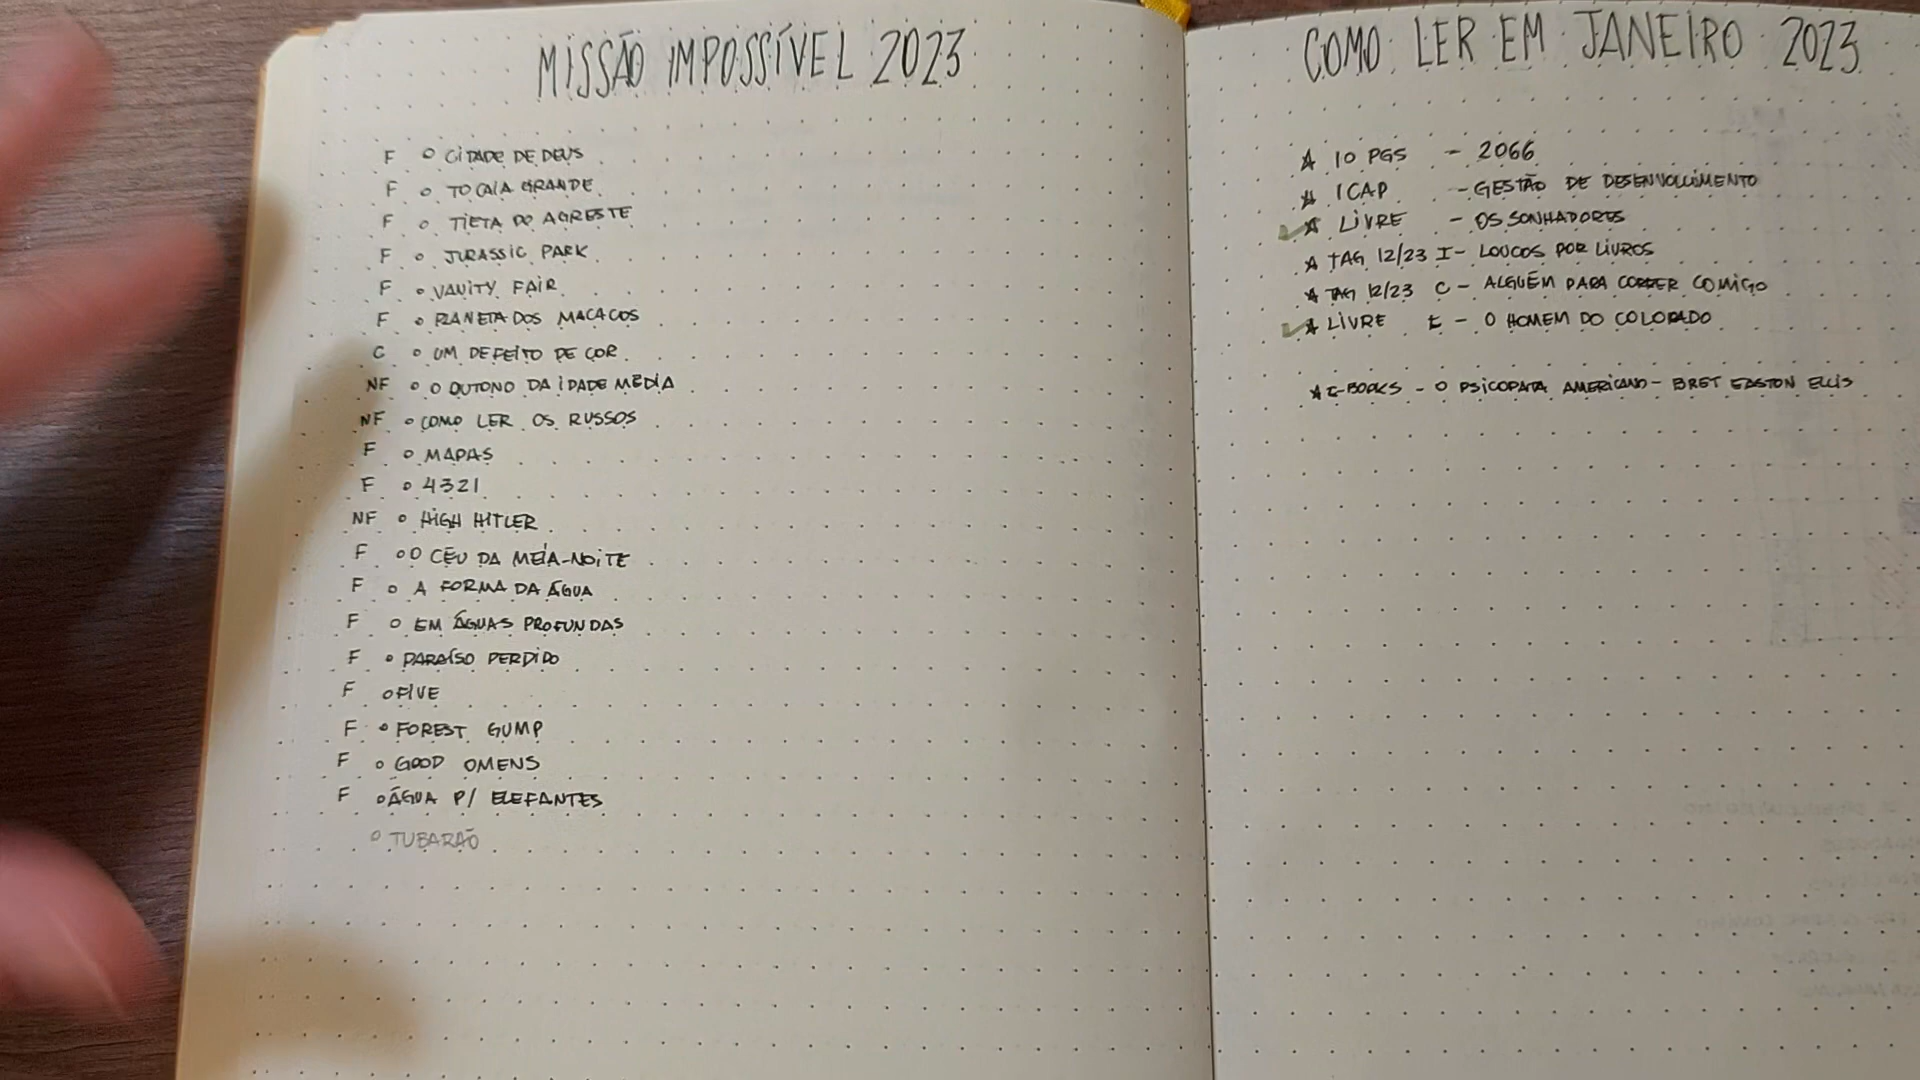 MISSÃO IMPOSSÍVEL 2023
F o CIDADE DE DEUS
F o TOCAIA GRANDE
F o TIETA DO AGRESTE
F o JURASSIC PARK
F o VANITY FAIR
F o PLANETA DOS MACACOS
C o UM DEFEITO DE COR
NF o O OUTONO DA IDADE MÉDIA
NF o COMO LER OS RUSSOS
F o MAPAS
F o 4321
NF o HIGH HITLER
F o O CÉU DA MEIA-NOITE
F o A FORMA DA ÁGUA
F o EM ÁGUAS PROFUNDAS
F o PARAÍSO PERDIDO
F o FIVE
F o FOREST GUMP
F o GOOD OMENS
F o ÁGUA P/ ELEFANTES
o TUBARÃO
COMO LER EM JANEIRO 2023
☆ 10 PGS - 2066
☆ 1 CAP - GESTÃO DE DESENVOLVIMENTO
✓ ☆ LIVRE - OS SONHADORES
☆ TAG 12/23 I - LOUCOS POR LIVROS
☆ TAG 12/23 C - ALGUÉM PARA CORRER COMIGO
✓ ☆ LIVRE E - O HOMEM DO COLORADO
☆ E-BOOKS - O PSICOPATA AMERICANO - BRET EASTON ELLIS